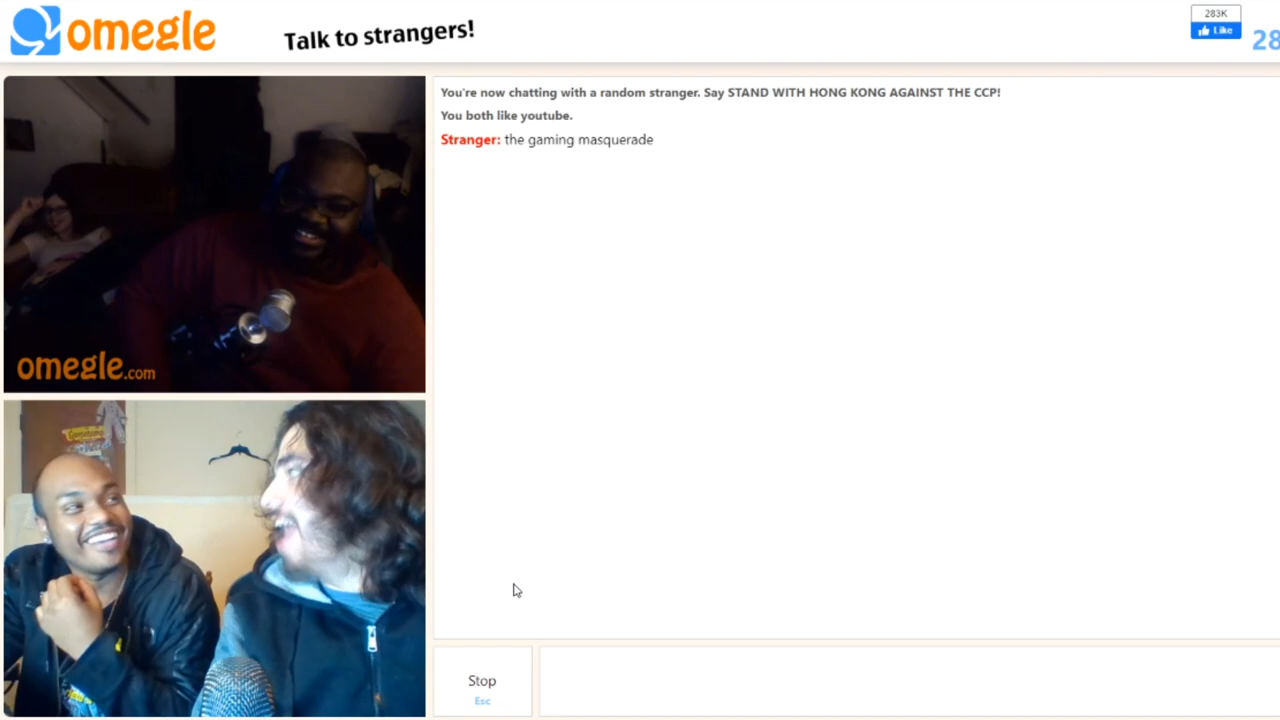 omegle
Talk to strangers!
283K
Like
28
You're now chatting with a random stranger. Say STAND WITH HONG KONG AGAINST THE CCP!
You both like youtube.
Stranger: the gaming masquerade
omegle.com
Stop
Esc